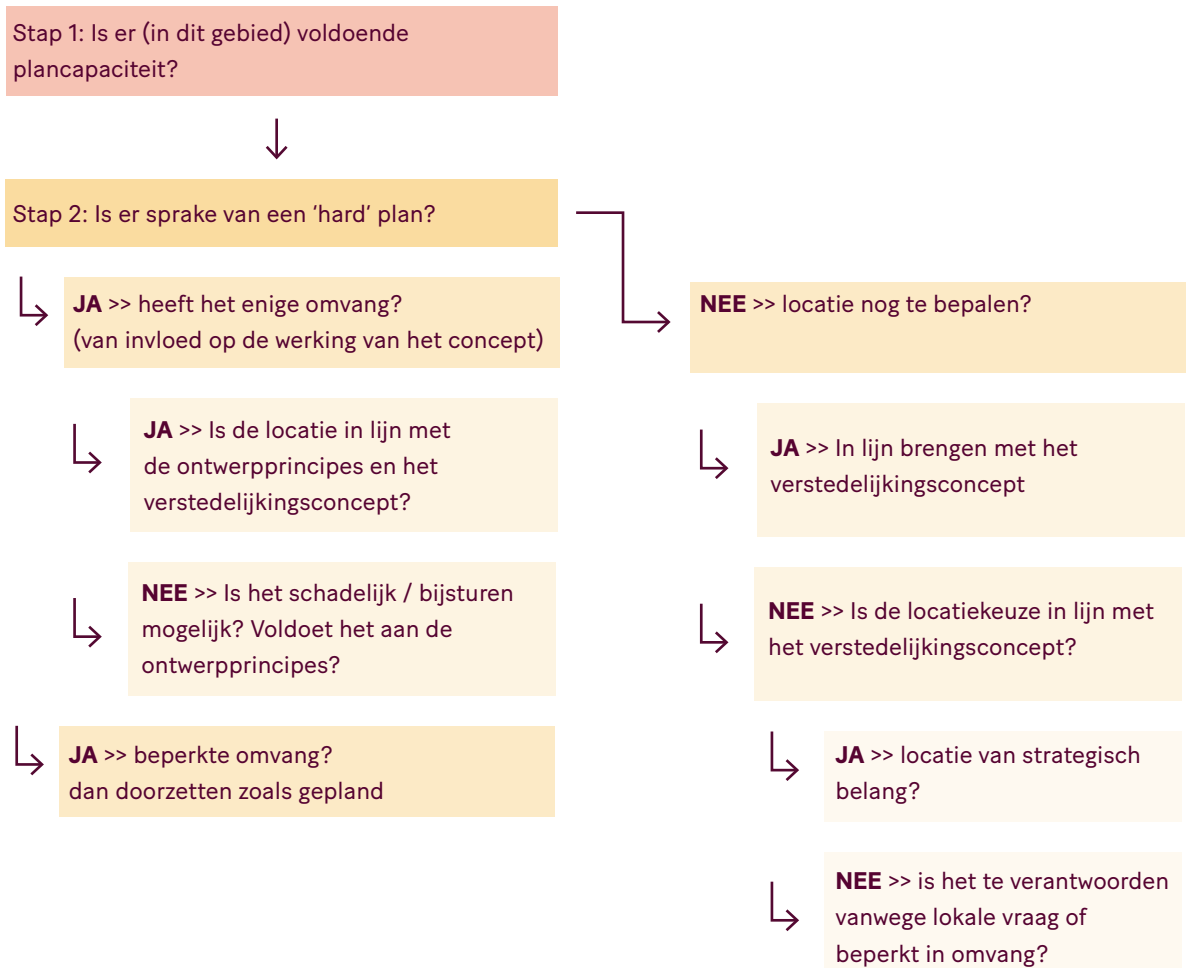 Stap 1: Is er (in dit gebied) voldoende
plancapaciteit?
Stap 2: Is er sprake van een ‘hard’ plan?
JA >> heeft het enige omvang?
(van invloed op de werking van het concept)
JA >> Is de locatie in lijn met
de ontwerpprincipes en het
verstedelijkingsconcept?
NEE >> Is het schadelijk / bijsturen
mogelijk? Voldoet het aan de
ontwerpprincipes?
JA >> beperkte omvang?
dan doorzetten zoals gepland
NEE >> locatie nog te bepalen?
JA >> In lijn brengen met het
verstedelijkingsconcept
NEE >> Is de locatiekeuze in lijn met
het verstedelijkingsconcept?
JA >> locatie van strategisch
belang?
NEE >> is het te verantwoorden
vanwege lokale vraag of
beperkt in omvang?